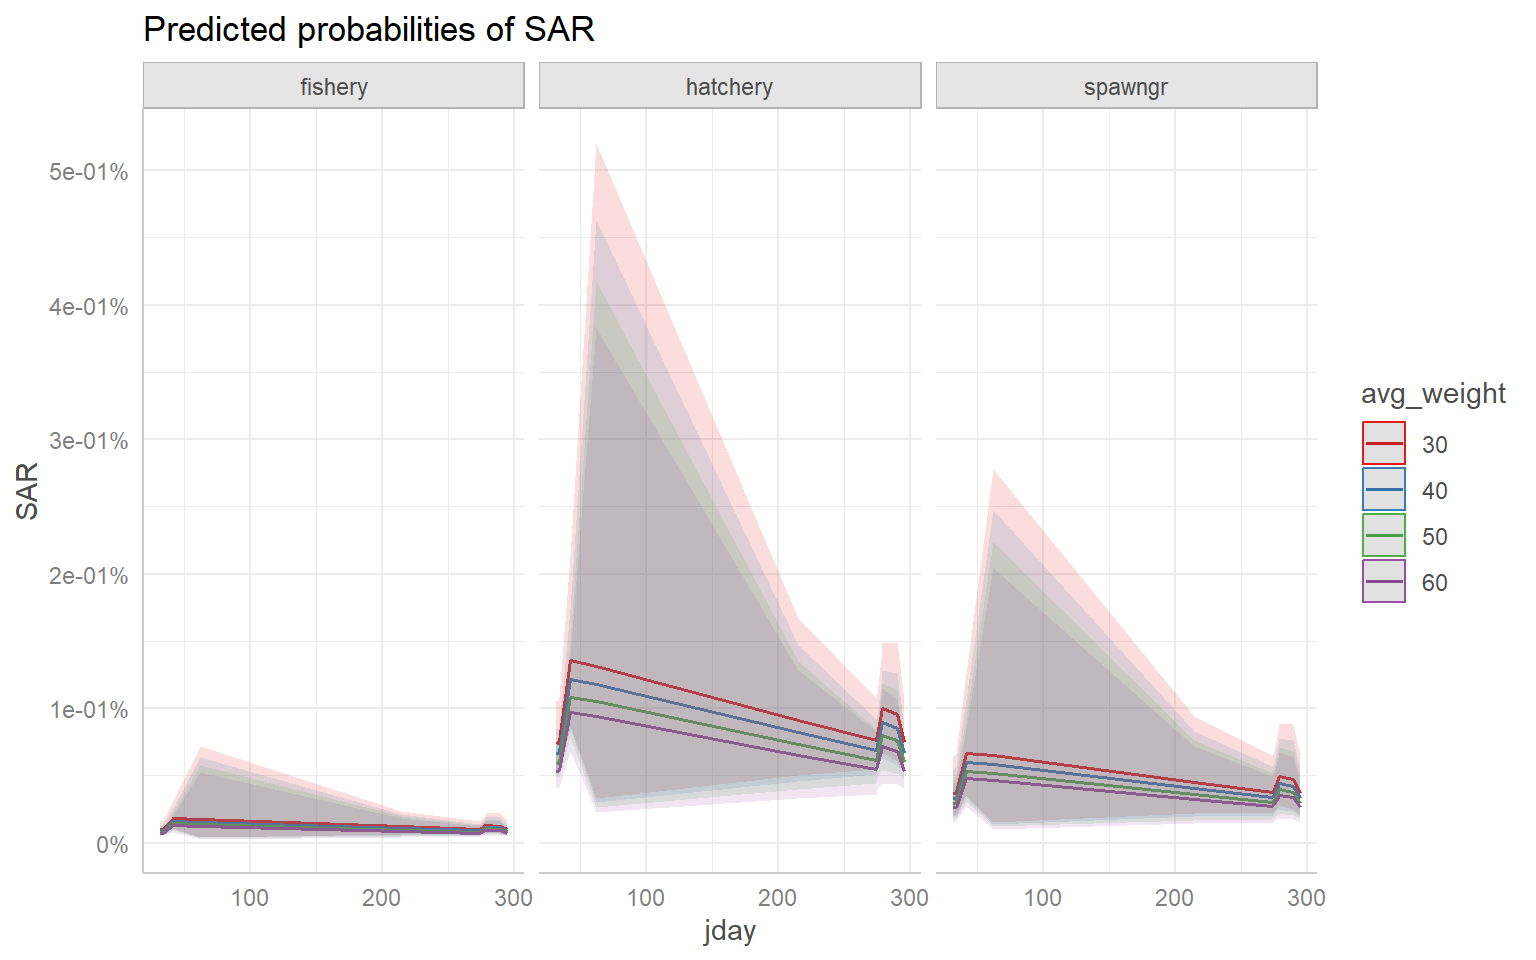 Predicted probabilities of SAR
fishery
hatchery
spawngr
5e-01%
4e-01%
3e-01%
2e-01%
1e-01%
0%
SAR
100 200 300
100 200 300
100 200 300
jday
avg_weight
30
40
50
60